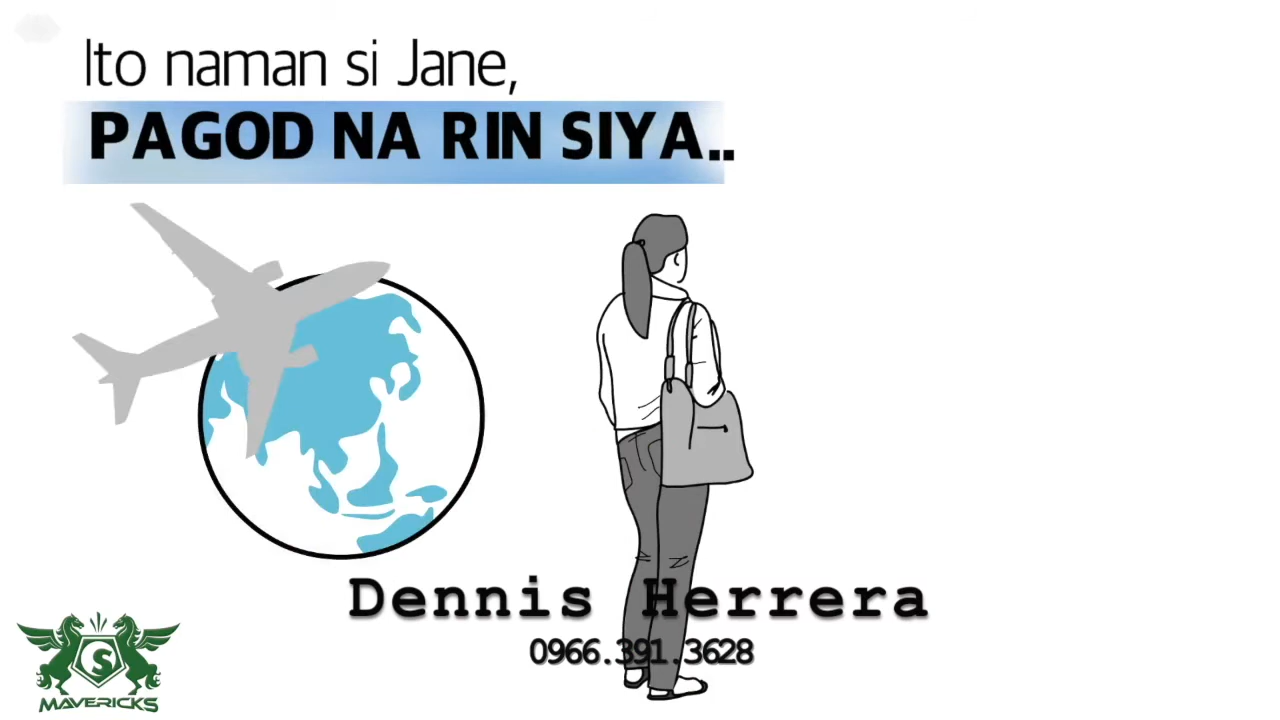 Ito naman si Jane,
PAGOD NA RIN SIYA..
Dennis Herrera
0966.391.3628
S
MAVERICKS